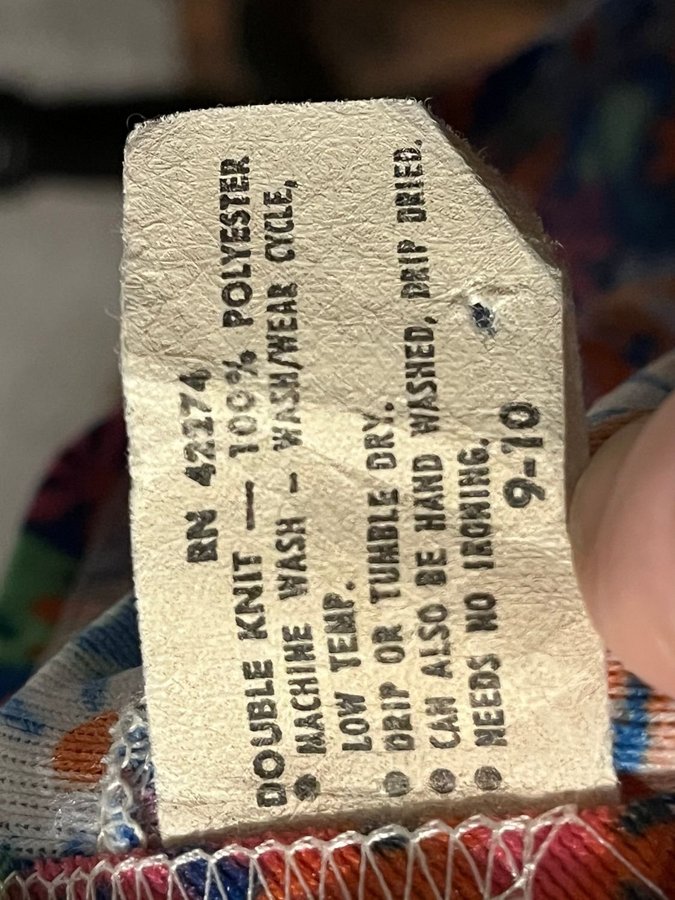 RN 42174
DOUBLE KNIT — 100% POLYESTER
● MACHINE WASH – WASH/WEAR CYCLE,
LOW TEMP.
● DRIP OR TUMBLE DRY.
● CAN ALSO BE HAND WASHED, DRIP DRIED.
● NEEDS NO IRONING.
9-10